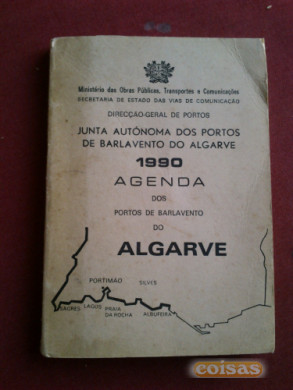 Ministério das Obras Públicas, Transportes e Comunicações
SECRETARIA DE ESTADO DAS VIAS DE COMUNICAÇÃO
DIRECÇÃO-GERAL DE PORTOS
JUNTA AUTÓNOMA DOS PORTOS
DE BARLAVENTO DO ALGARVE
1990
AGENDA
DOS
PORTOS DE BARLAVENTO
DO
ALGARVE
PORTIMÃO SILVES
SAGRES LAGOS PRAIA DA ROCHA ALBUFEIRA
coisas